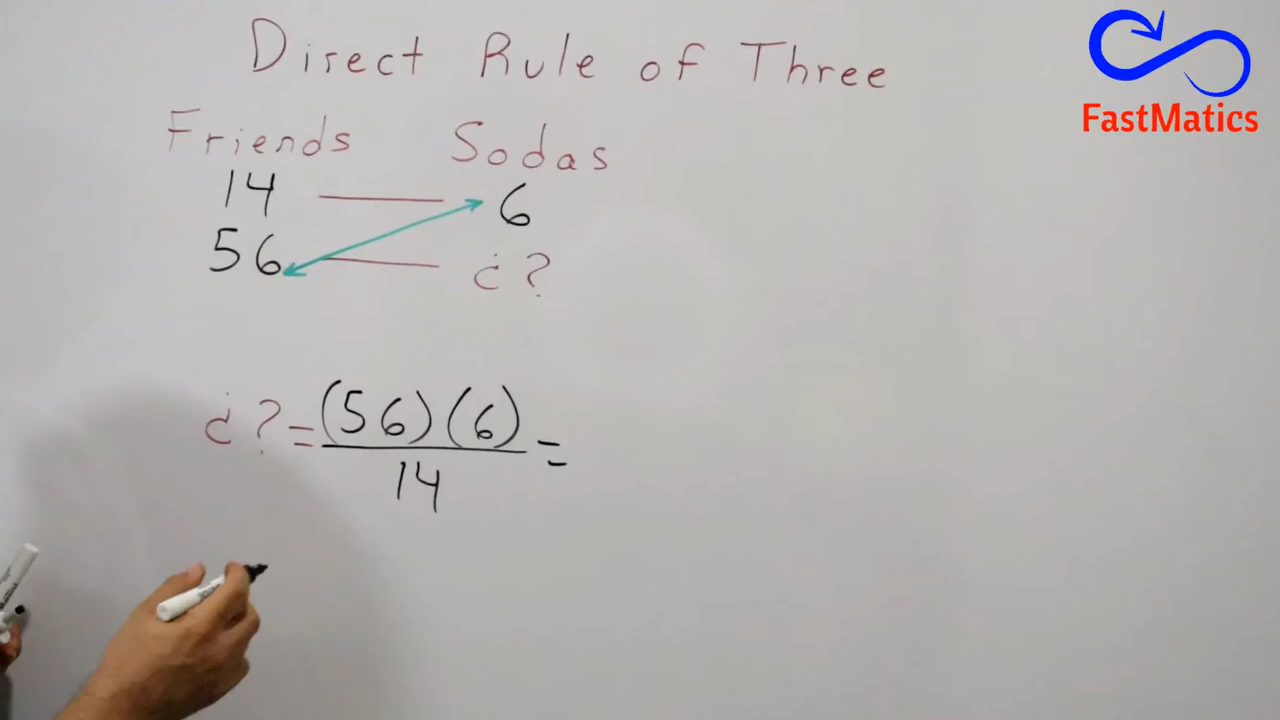 Direct Rule of Three
FastMatics
Friends Sodas
14 6
56 ¿?
¿? = (56)(6) =
14